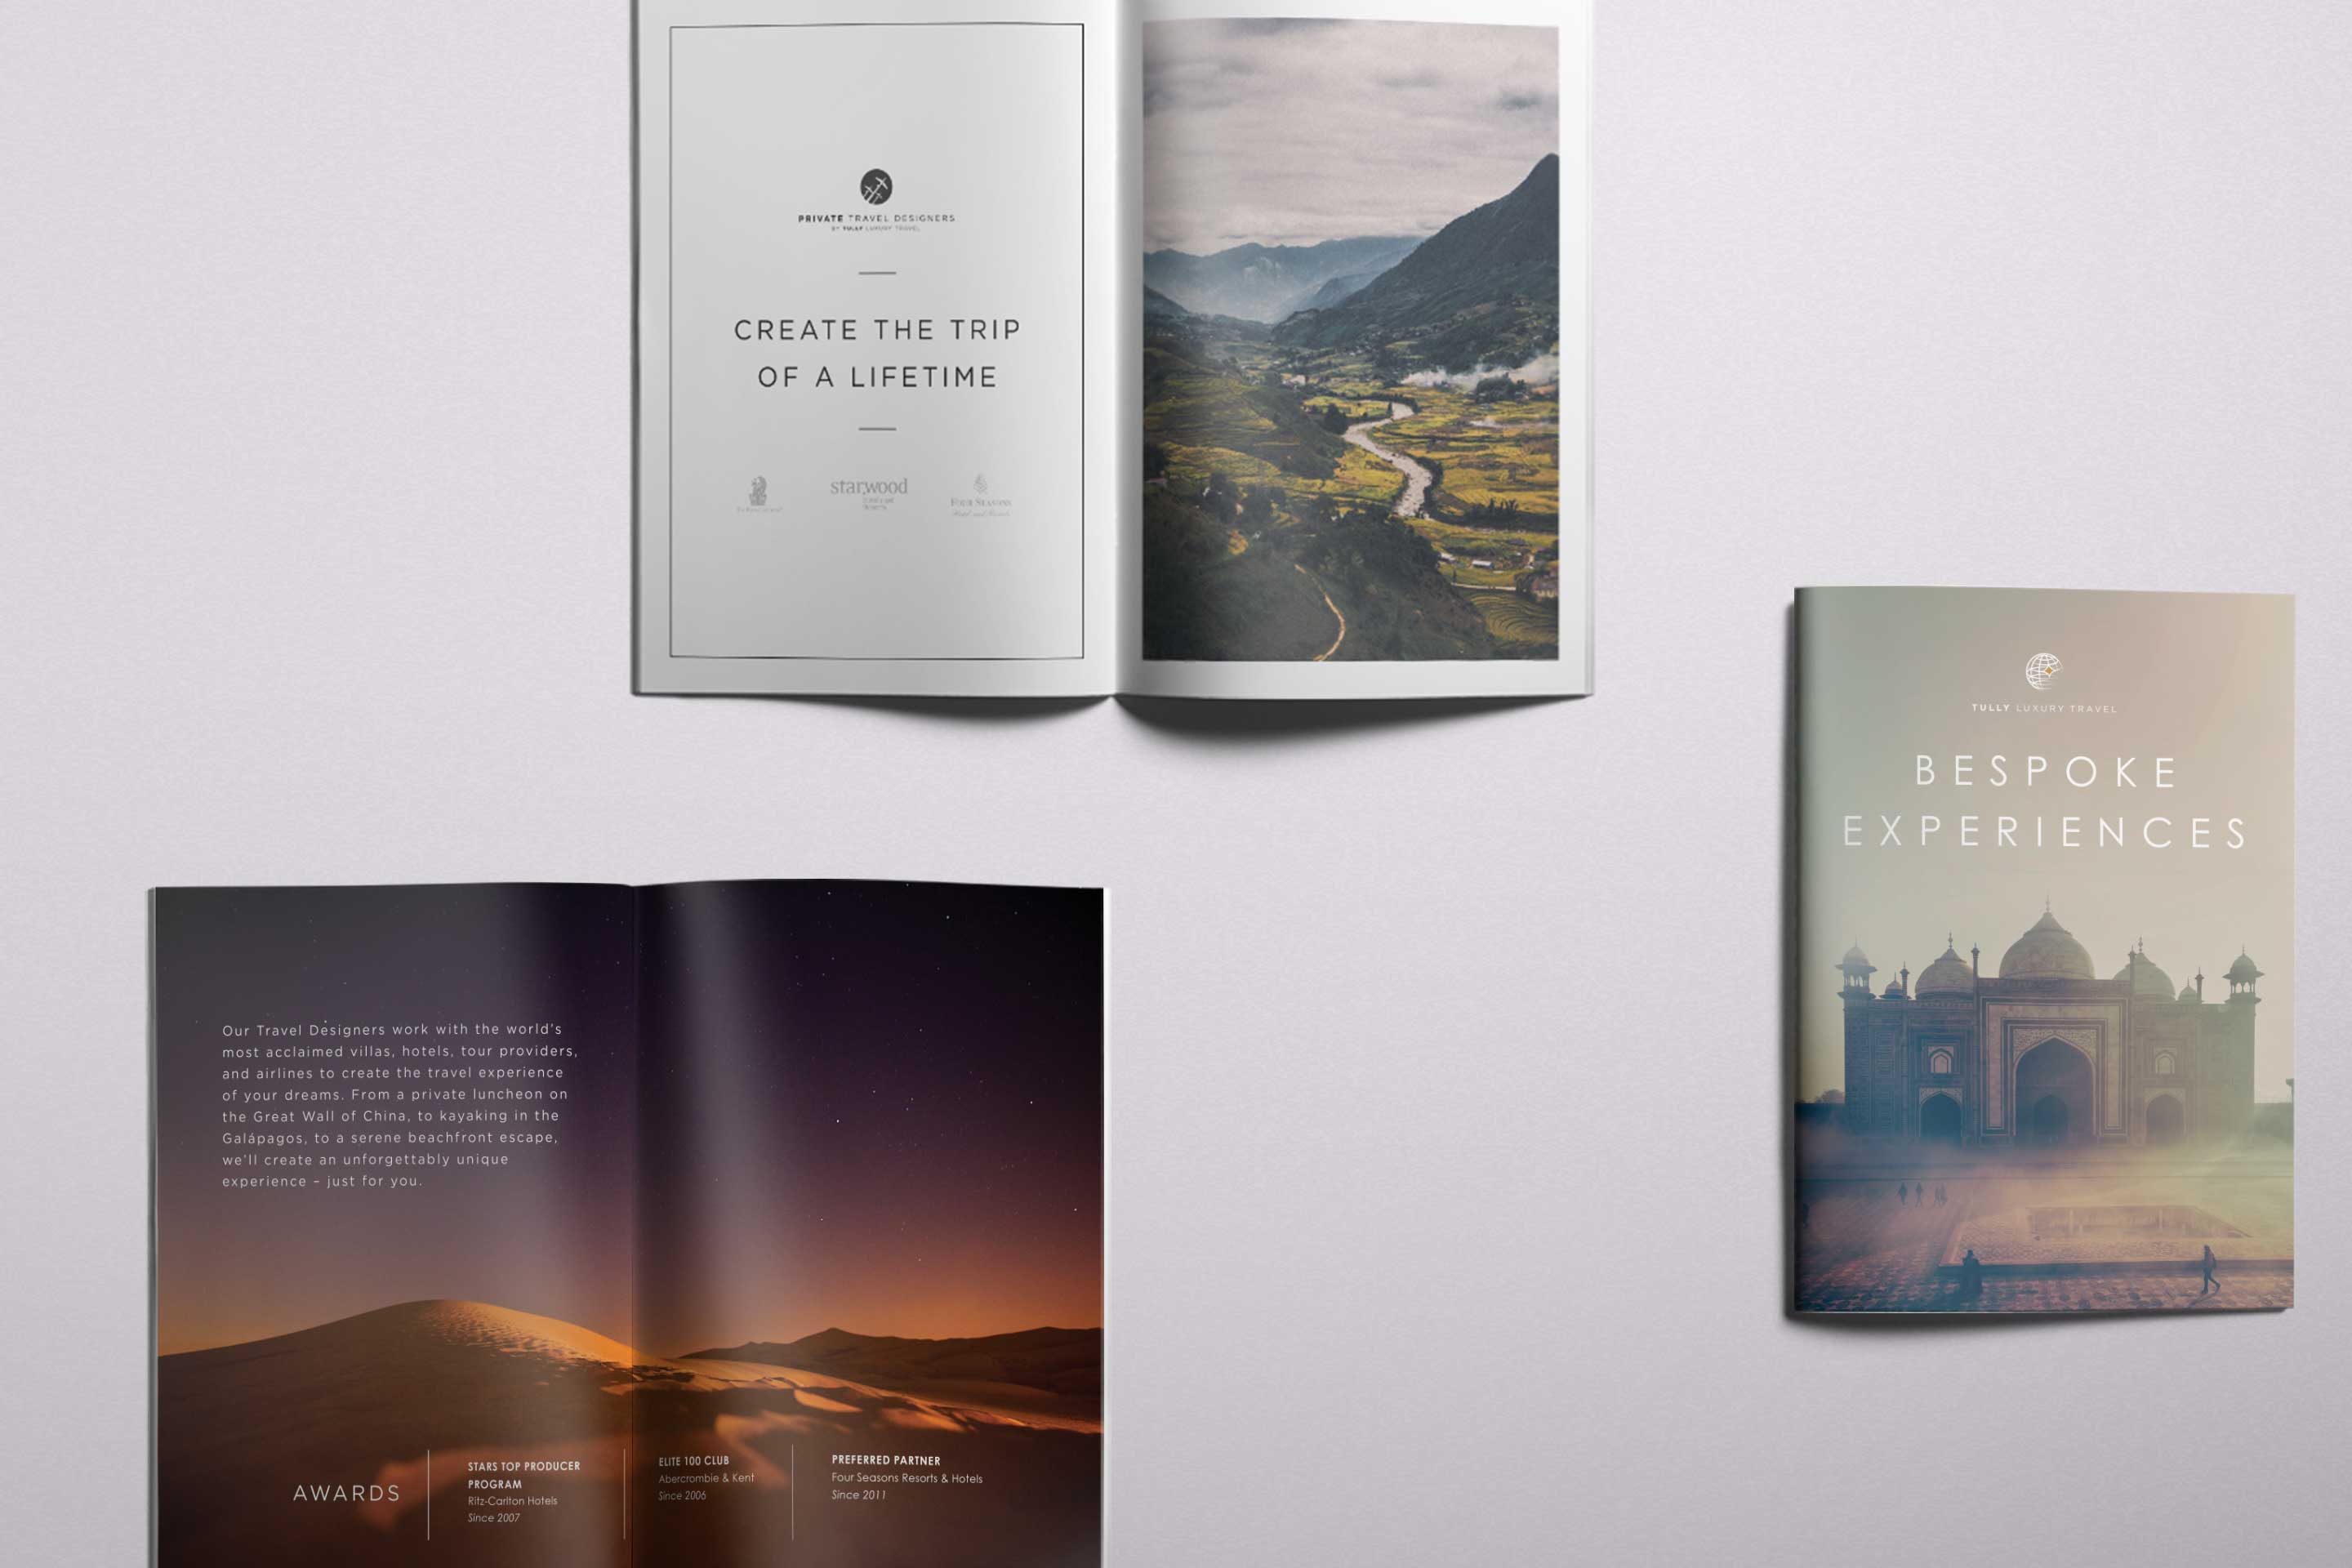 PRIVATE TRAVEL DESIGNERS
BY TULLY LUXURY TRAVEL
CREATE THE TRIP
OF A LIFETIME
starwood
FOUR SEASONS
TULLY LUXURY TRAVEL
BESPOKE
EXPERIENCES
Our Travel Designers work with the world's
most acclaimed villas, hotels, tour providers,
and airlines to create the travel experience
of your dreams. From a private luncheon on
the Great Wall of China, to kayaking in the
Galápagos, to a serene beachfront escape,
we'll create an unforgettably unique
experience – just for you.
AWARDS
STARS TOP PRODUCER
PROGRAM
Ritz-Carlton Hotels
Since 2007
ELITE 100 CLUB
Abercrombie & Kent
Since 2006
PREFERRED PARTNER
Four Seasons Resorts & Hotels
Since 2011